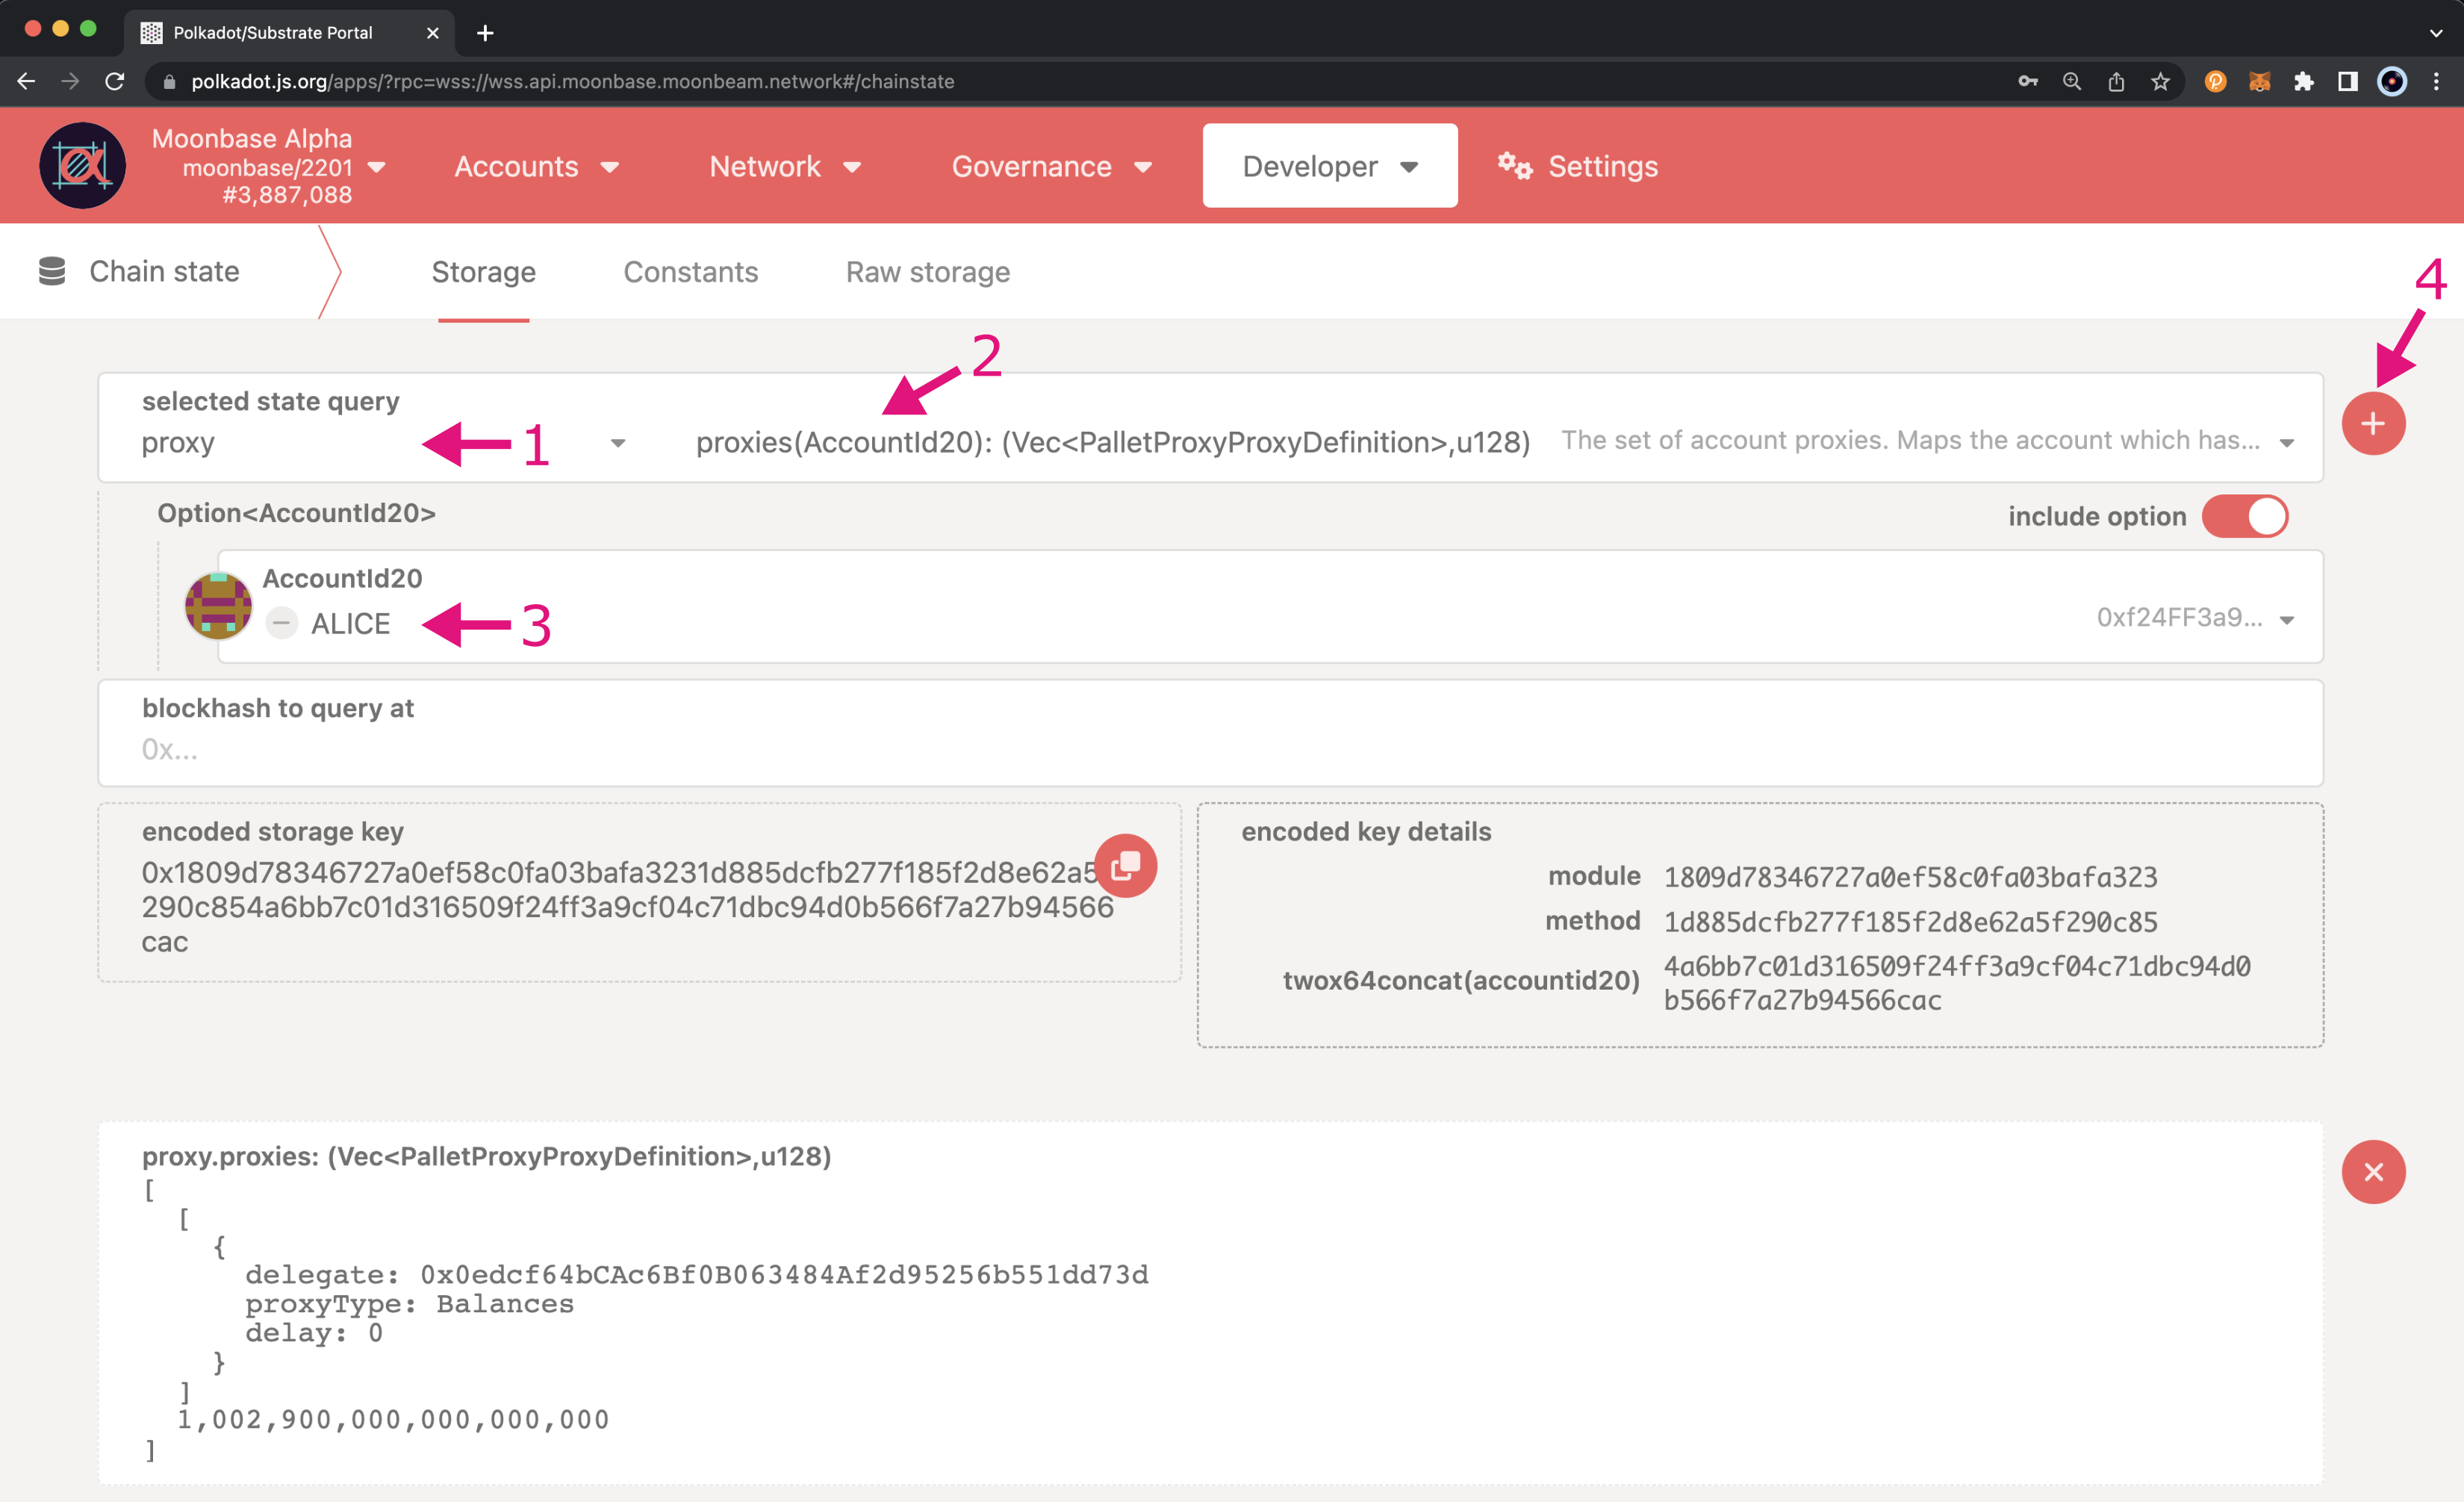 Polkadot/Substrate Portal
polkadot.js.org/apps/?rpc=wss://wss.api.moonbase.moonbeam.network#/chainstate
Moonbase Alpha
moonbase/2201
#3,887,088
Accounts
Network
Governance
Developer
Settings
Chain state
Storage
Constants
Raw storage
4
2
selected state query
proxy
1
proxies(AccountId20): (Vec<PalletProxyProxyDefinition>,u128)
The set of account proxies. Maps the account which has...
Option<AccountId20>
include option
AccountId20
ALICE
3
0xf24FF3a9...
blockhash to query at
0x...
encoded storage key
0x1809d78346727a0ef58c0fa03bafa3231d885dcfb277f185f2d8e62a5
290c854a6bb7c01d316509f24ff3a9cf04c71dbc94d0b566f7a27b94566
cac
encoded key details
module 1809d78346727a0ef58c0fa03bafa323
method 1d885dcfb277f185f2d8e62a5f290c85
twox64concat(accountid20) 4a6bb7c01d316509f24ff3a9cf04c71dbc94d0
b566f7a27b94566cac
proxy.proxies: (Vec<PalletProxyProxyDefinition>,u128)
[
[
{
delegate: 0x0edcf64bCAc6Bf0B063484Af2d95256b551dd73d
proxyType: Balances
delay: 0
}
]
1,002,900,000,000,000,000
]